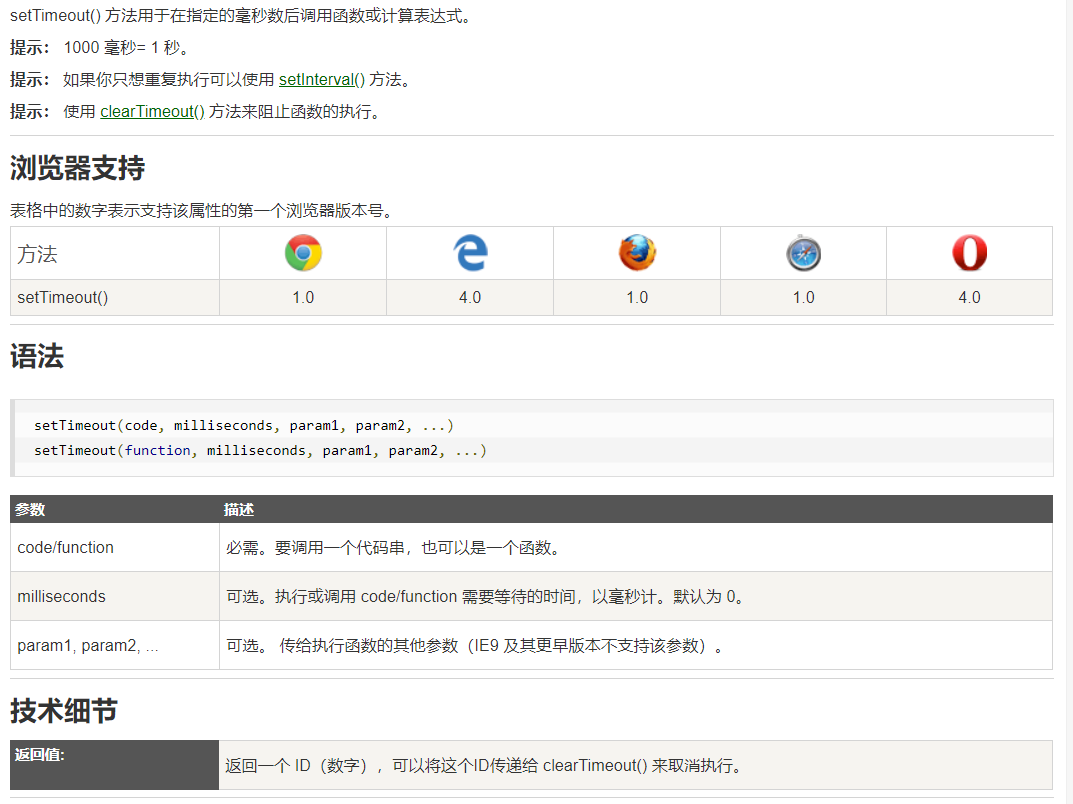 setTimeout() 方法用于在指定的毫秒数后调用函数或计算表达式。
提示： 1000 毫秒= 1 秒。
提示： 如果你只想重复执行可以使用 setInterval() 方法。
提示： 使用 clearTimeout() 方法来阻止函数的执行。
浏览器支持
表格中的数字表示支持该属性的第一个浏览器版本号。
方法
setTimeout() 1.0 4.0 1.0 1.0 4.0
语法
setTimeout(code, milliseconds, param1, param2, ...)
setTimeout(function, milliseconds, param1, param2, ...)
参数 描述
code/function 必需。要调用一个代码串，也可以是一个函数。
milliseconds 可选。执行或调用 code/function 需要等待的时间，以毫秒计。默认为 0。
param1, param2, ... 可选。 传给执行函数的其他参数（IE9 及其更早版本不支持该参数）。
技术细节
返回值: 返回一个 ID（数字），可以将这个ID传递给 clearTimeout() 来取消执行。